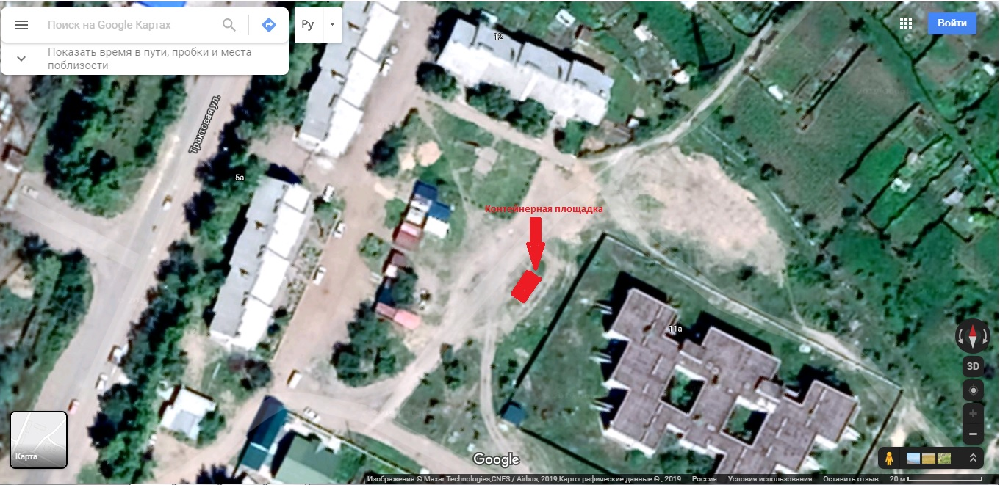 Поиск на Google Картах
Ру
Показать время в пути, пробки и места
поблизости
Войти
12
Трактовая ул.
5а
Контейнерная площадка
11а
3D
Карта
Google
Изображения © Maxar Technologies,CNES / Airbus, 2019,Картографические данные © , 2019 Россия Условия использования Оставить отзыв 20 м